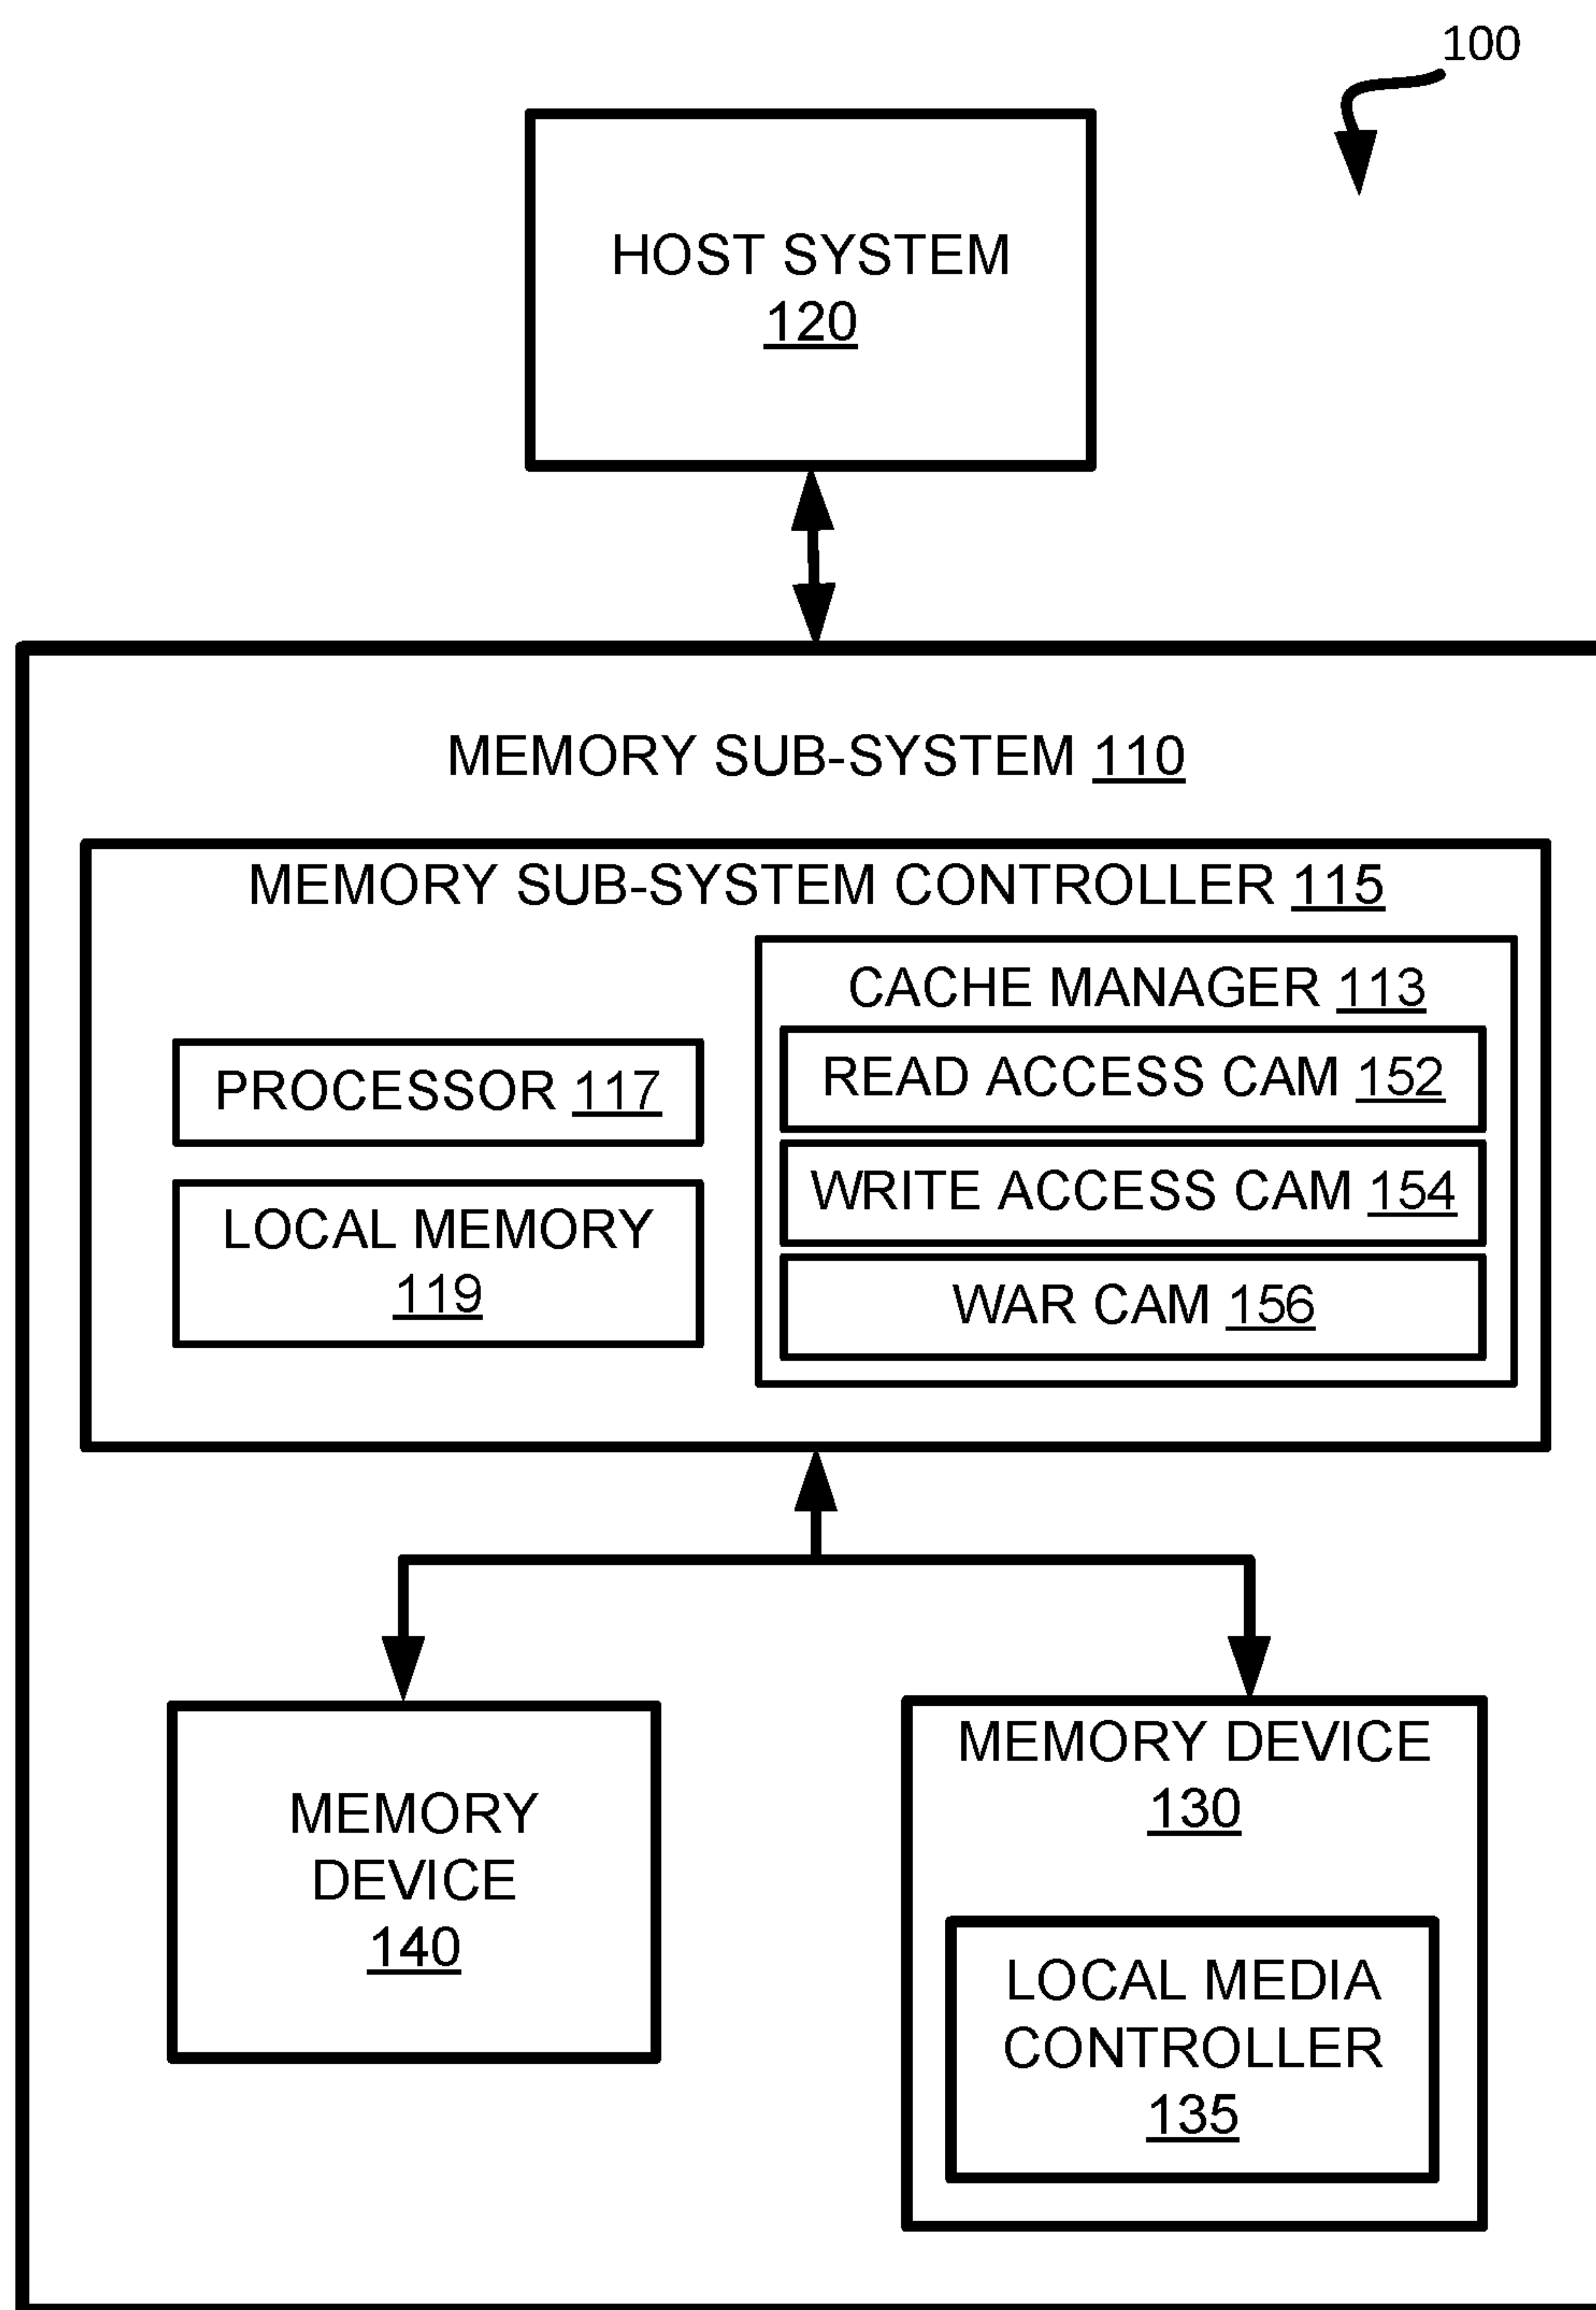 100
HOST SYSTEM
120
MEMORY SUB-SYSTEM 110
MEMORY SUB-SYSTEM CONTROLLER 115
CACHE MANAGER 113
READ ACCESS CAM 152
WRITE ACCESS CAM 154
WAR CAM 156
PROCESSOR 117
LOCAL MEMORY
119
MEMORY
DEVICE
140
MEMORY DEVICE
130
LOCAL MEDIA
CONTROLLER
135